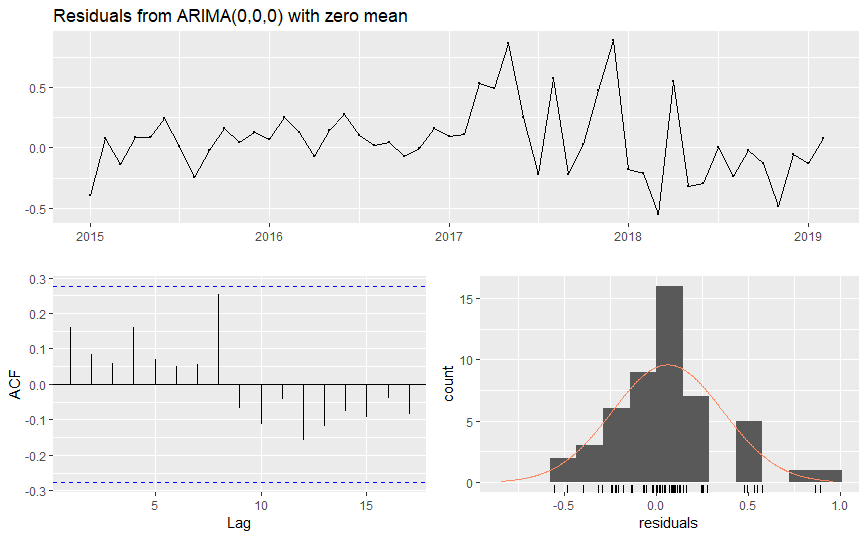 Residuals from ARIMA(0,0,0) with zero mean
0.5
0.0
-0.5
2015 2016 2017 2018 2019
0.3
0.2
0.1
0.0
-0.1
-0.2
-0.3
ACF
5 10 15
Lag
15
10
5
0
count
-0.5 0.0 0.5 1.0
residuals